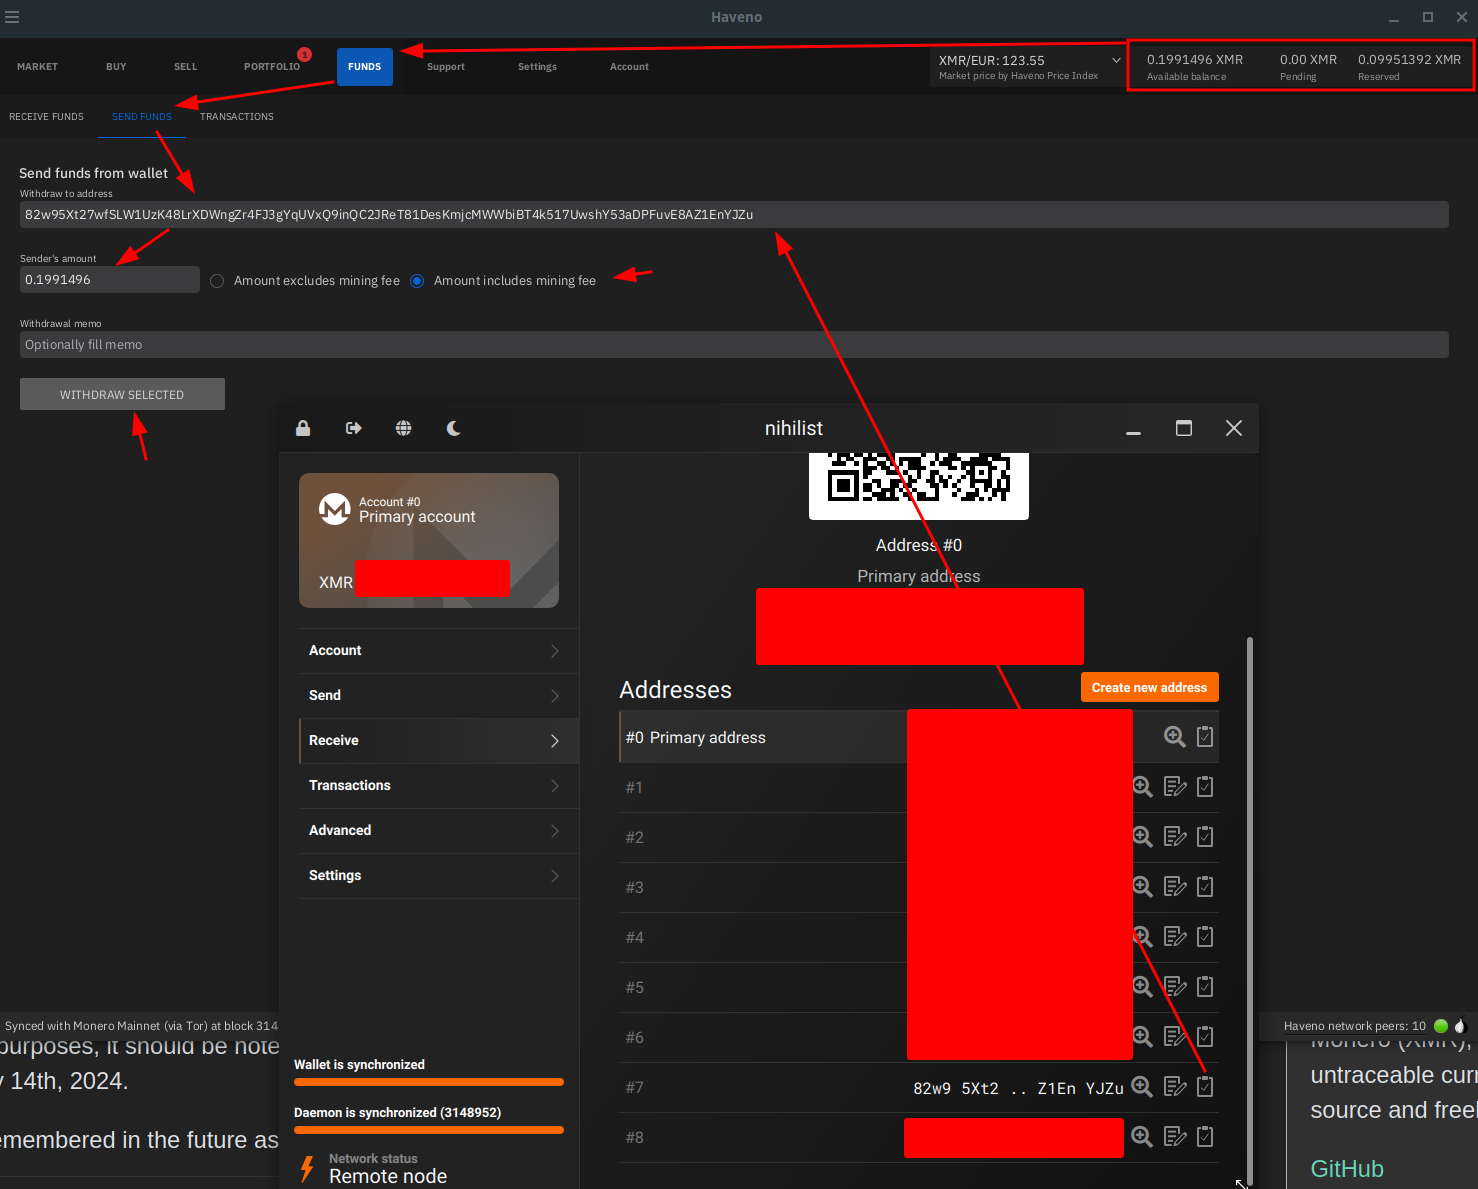 Haveno
MARKET BUY SELL PORTFOLIO 1 FUNDS Support Settings Account
XMR/EUR: 123.55
Market price by Haveno Price Index
0.1991496 XMR
Available balance
0.00 XMR
Pending
0.09951392 XMR
Reserved
RECEIVE FUNDS SEND FUNDS TRANSACTIONS
Send funds from wallet
Withdraw to address
82w95Xt27wfSLW1UzK48LrXDWngZr4FJ3gYqUVxQ9inQC2JReT81DesKmjcMWWbiBT4k517UwshY53aDPFuvE8AZ1EnYJZu
Sender's amount
0.1991496 Amount excludes mining fee Amount includes mining fee
Withdrawal memo
Optionally fill memo
WITHDRAW SELECTED
nihilist
Account #0
Primary account
XMR
Account
Send
Receive
Transactions
Advanced
Settings
Wallet is synchronized
Daemon is synchronized (3148952)
Network status
Remote node
Address #0
Primary address
Addresses
Create new address
#0 Primary address
#1
#2
#3
#4
#5
#6
#7 82w9 5Xt2 .. Z1En YJZu
#8
Synced with Monero Mainnet (via Tor) at block 314
Haveno network peers: 10
purposes, it should be note
y 14th, 2024.
emembered in the future as
Monero (XMR),
untraceable curr
source and freel
GitHub